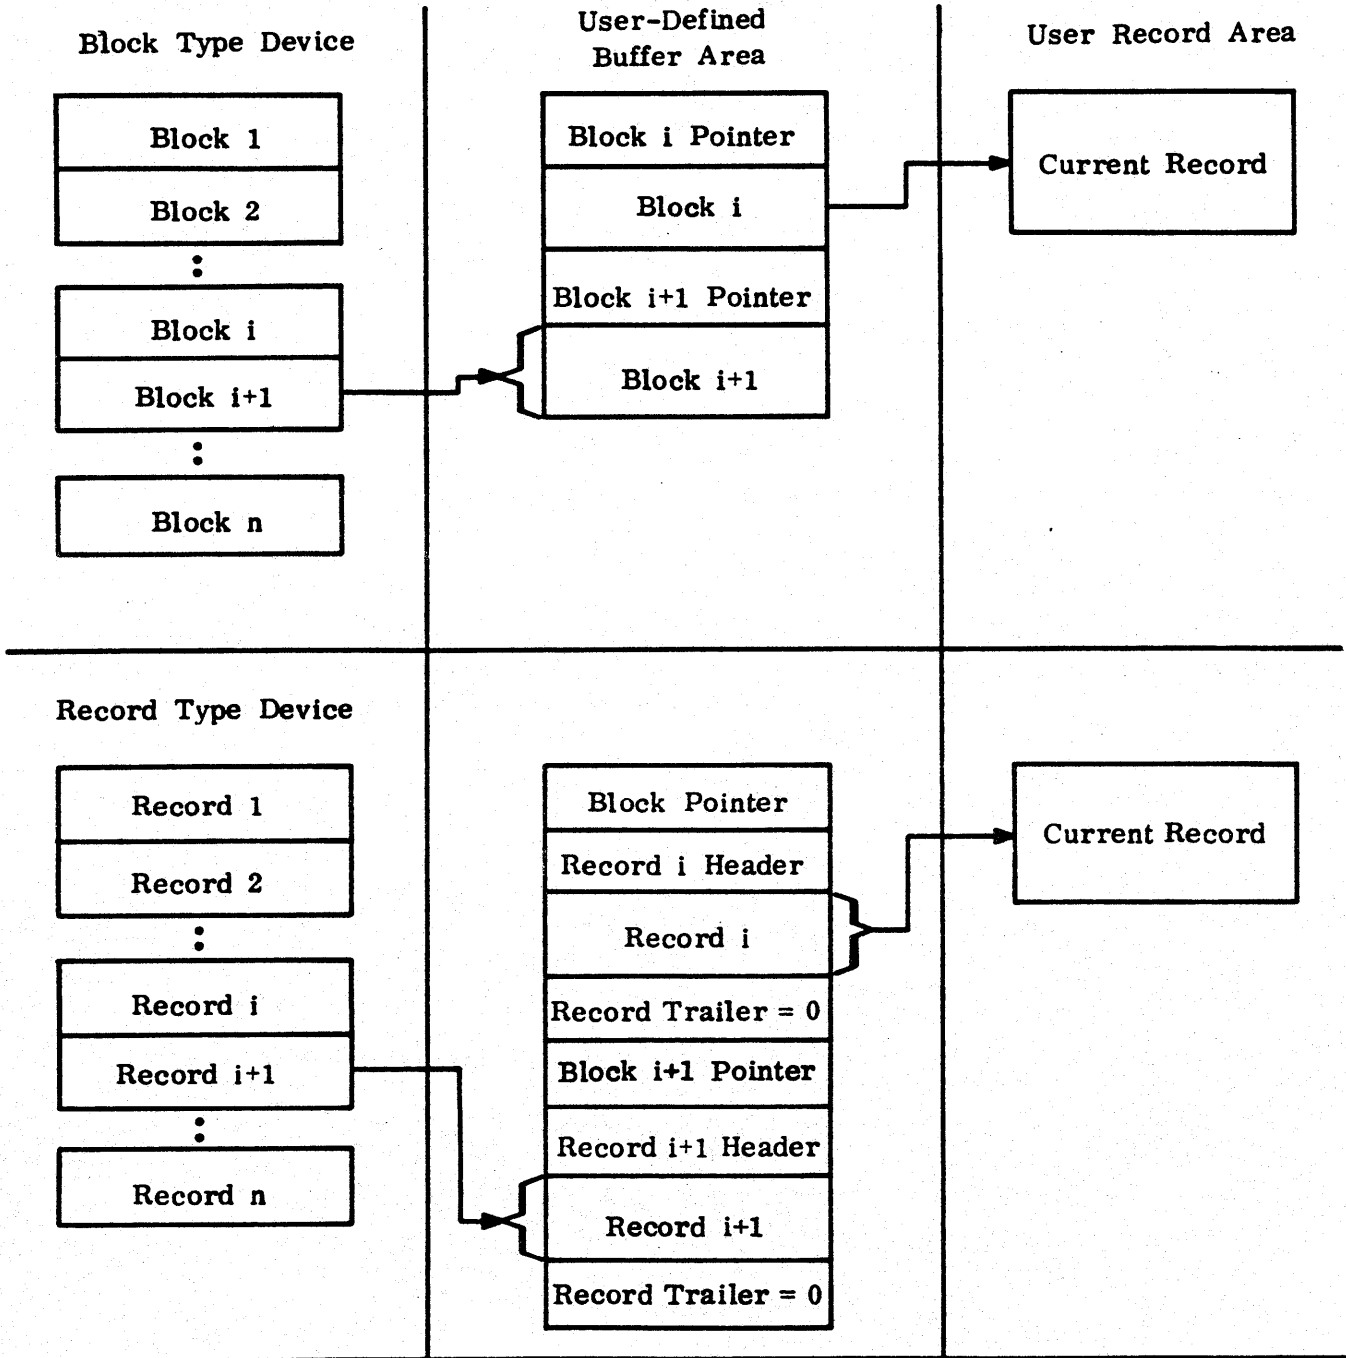 Block Type Device
User-Defined
Buffer Area
User Record Area
Block 1
Block 2
Block i
Block i+1
Block n
Block i Pointer
Block i
Block i+1 Pointer
Block i+1
Current Record
Record Type Device
Record 1
Record 2
Record i
Record i+1
Record n
Block Pointer
Record i Header
Record i
Record Trailer = 0
Block i+1 Pointer
Record i+1 Header
Record i+1
Record Trailer = 0
Current Record